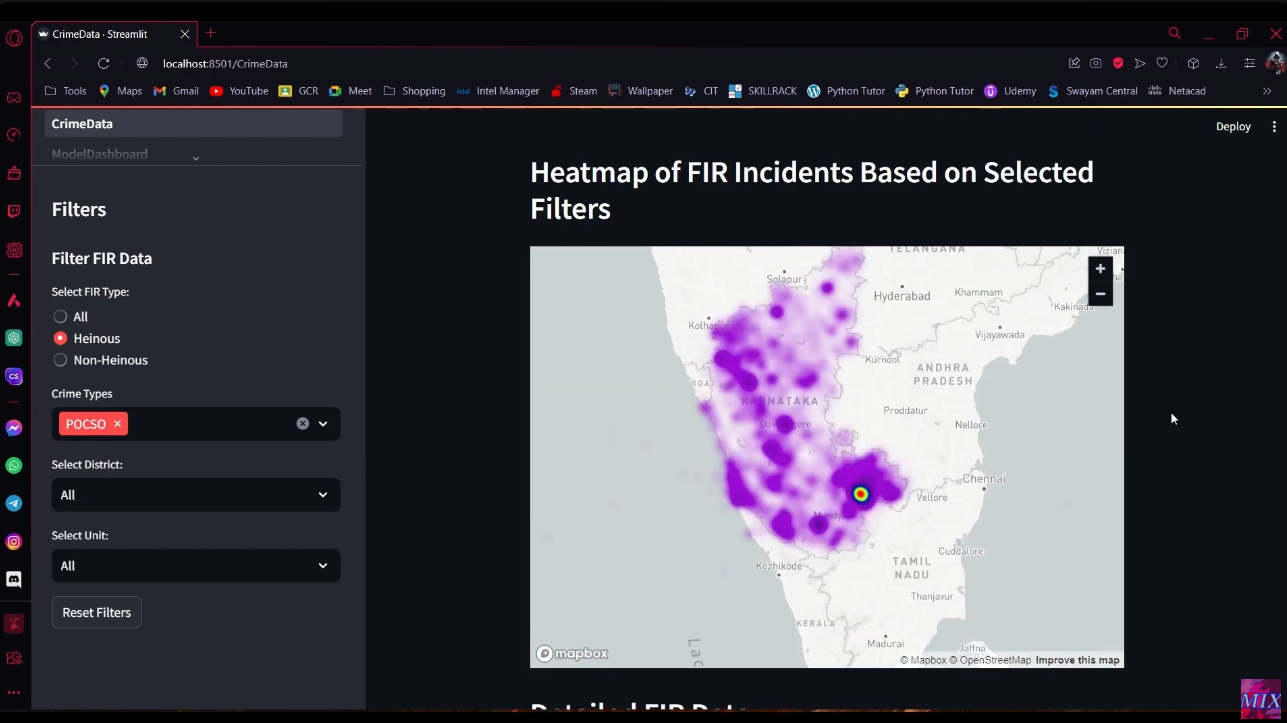 CrimeData · Streamlit
localhost:8501/CrimeData
Tools
Maps
Gmail
YouTube
GCR
Meet
Shopping
intel Intel Manager
Steam
Wallpaper
CIT
SKILLRACK
Python Tutor
Python Tutor
Udemy
Swayam Central
Netacad
CrimeData
ModelDashboard
Filters
Filter FIR Data
Select FIR Type:
All
Heinous
Non-Heinous
Crime Types
POCSO
Select District:
All
Select Unit:
All
Reset Filters
Deploy
Heatmap of FIR Incidents Based on Selected
Filters
TELANGANA
Solapur
Hyderabad
Khammam
Kakinada
Kolhapur
Vijayawada
Kurnool
GOA
ANDHRA
PRADESH
KARNATAKA
Proddatur
Nellore
Chennai
Vellore
Cuddalore
Kozhikode
TAMIL
NADU
Thanjavur
KERALA
Madurai
Jaffna
mapbox
© Mapbox © OpenStreetMap Improve this map
Detailed FIR Data
CS
MIX